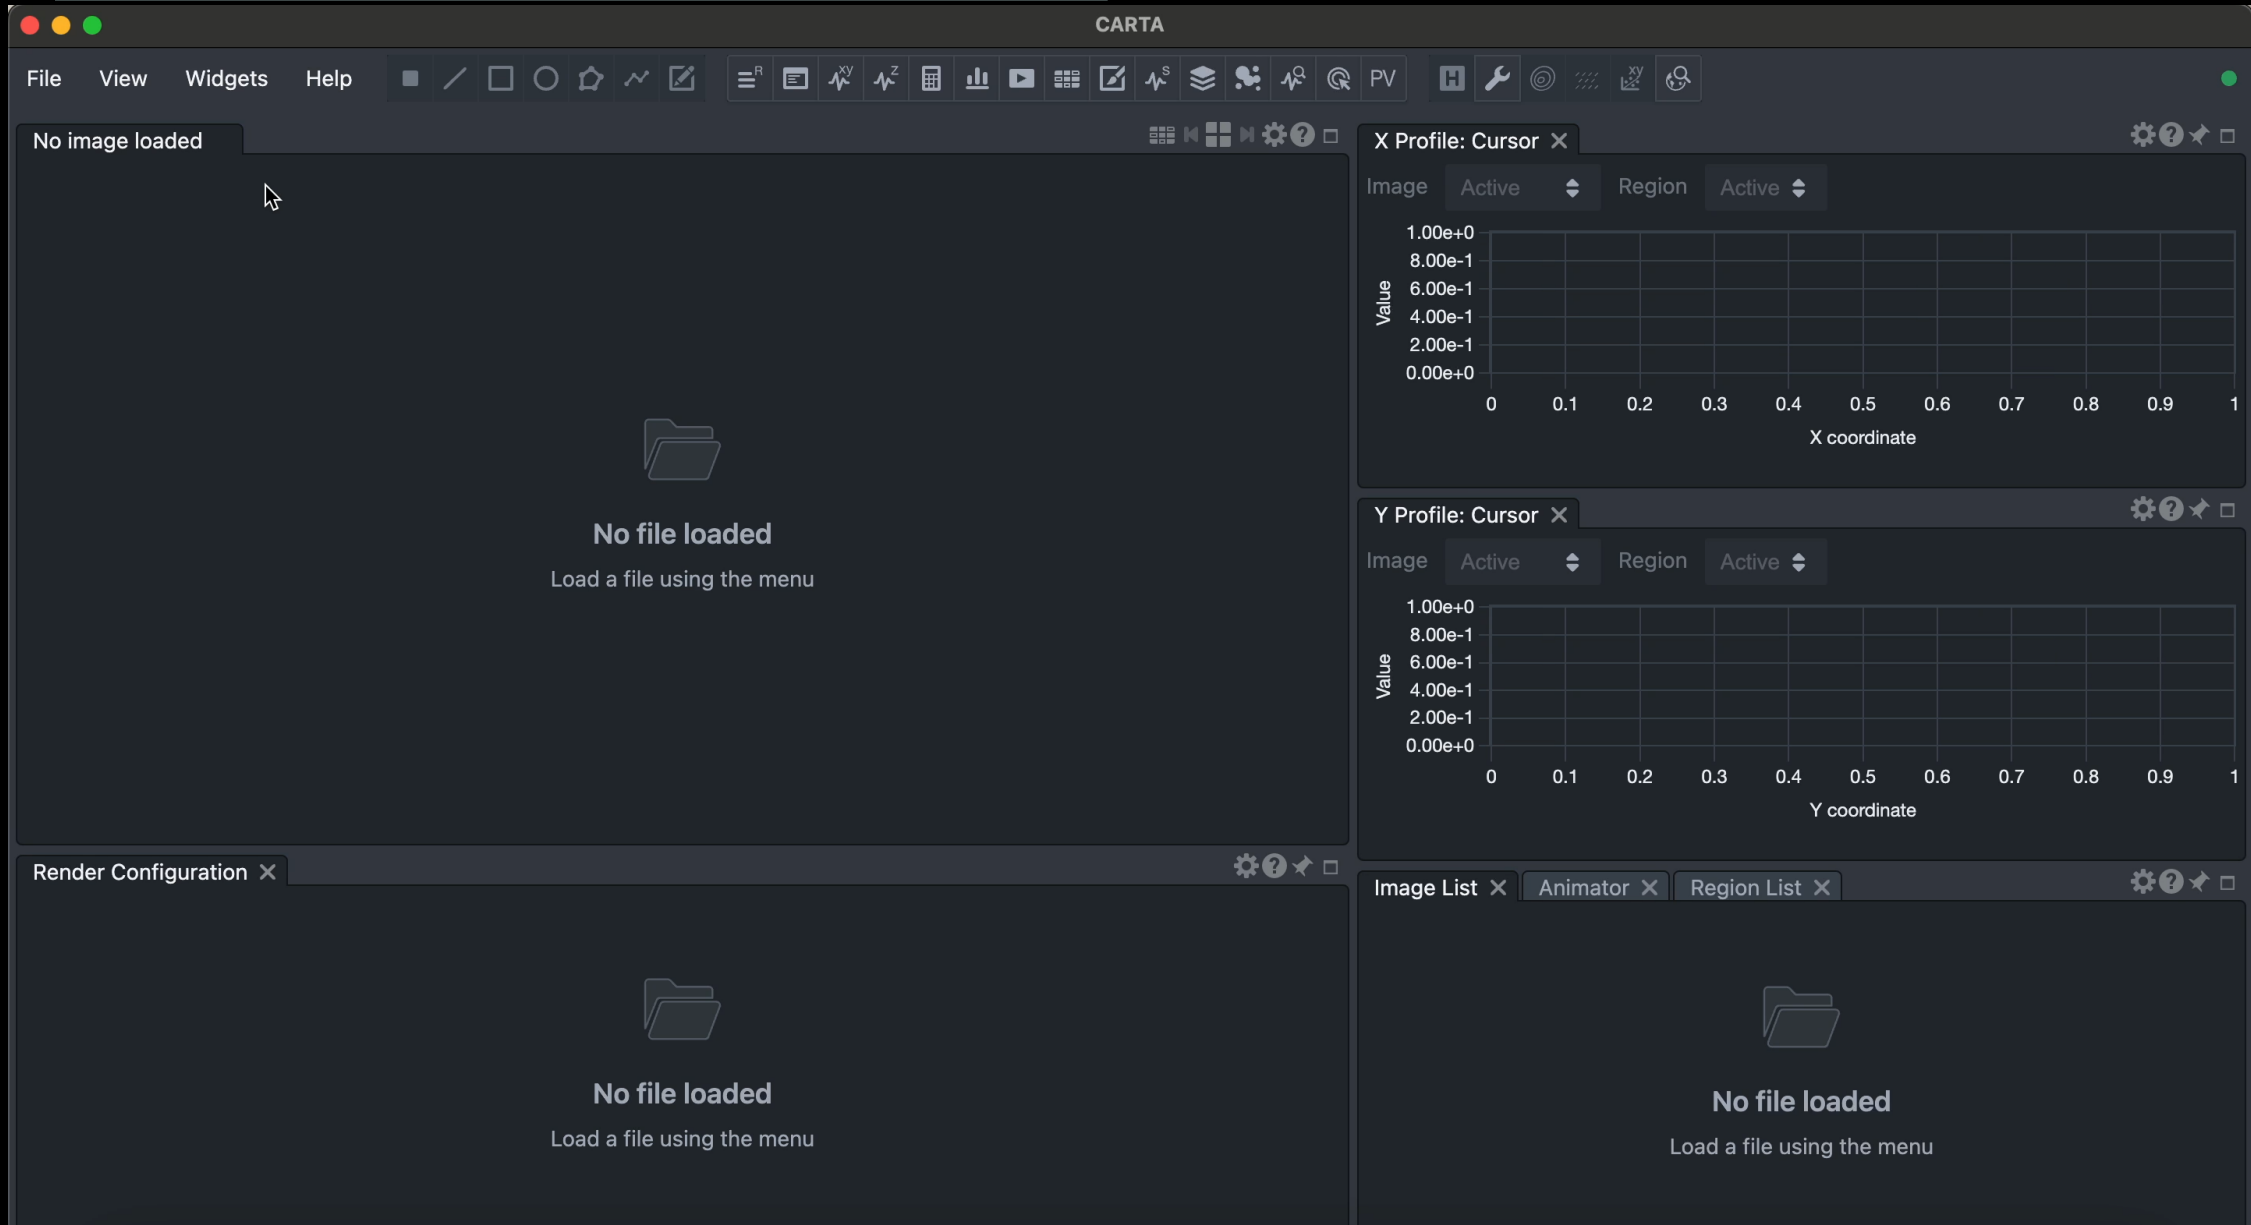 CARTA
File View Widgets Help R XY Z S PV H XY
No image loaded
No file loaded
Load a file using the menu
X Profile: Cursor
Image Active Region Active
1.00e+0
8.00e-1
6.00e-1
4.00e-1
2.00e-1
0.00e+0
Value
0 0.1 0.2 0.3 0.4 0.5 0.6 0.7 0.8 0.9 1
X coordinate
Y Profile: Cursor
Image Active Region Active
1.00e+0
8.00e-1
6.00e-1
4.00e-1
2.00e-1
0.00e+0
Value
0 0.1 0.2 0.3 0.4 0.5 0.6 0.7 0.8 0.9 1
Y coordinate
Render Configuration
No file loaded
Load a file using the menu
Image List Animator Region List
No file loaded
Load a file using the menu